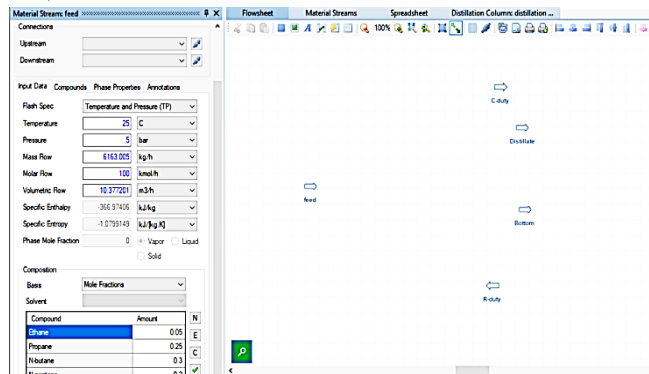 Material Stream: feed
Flowsheet Material Streams Spreadsheet Distillation Column: distillation ...
Connections
100%
Upstream
Downstream
Input Data Compounds Phase Properties Annotations
Flash Spec Temperature and Pressure (TP)
Temperature 25 C
Pressure 5 bar
Mass Flow 6163.005 kg/h
Molar Flow 100 kmol/h
Volumetric Flow 10.377201 m3/h
Specific Enthalpy -366.97406 kJ/kg
Specific Entropy -1.0799149 kJ/[kg.K]
Phase Mole Fraction 0 Vapor Liquid
Solid
Composition
Basis Mole Fractions
Solvent
Compound Amount N
Ethane 0.05 E
Propane 0.25
N-butane 0.3 C
C-duty
Distillate
feed
Bottom
R-duty